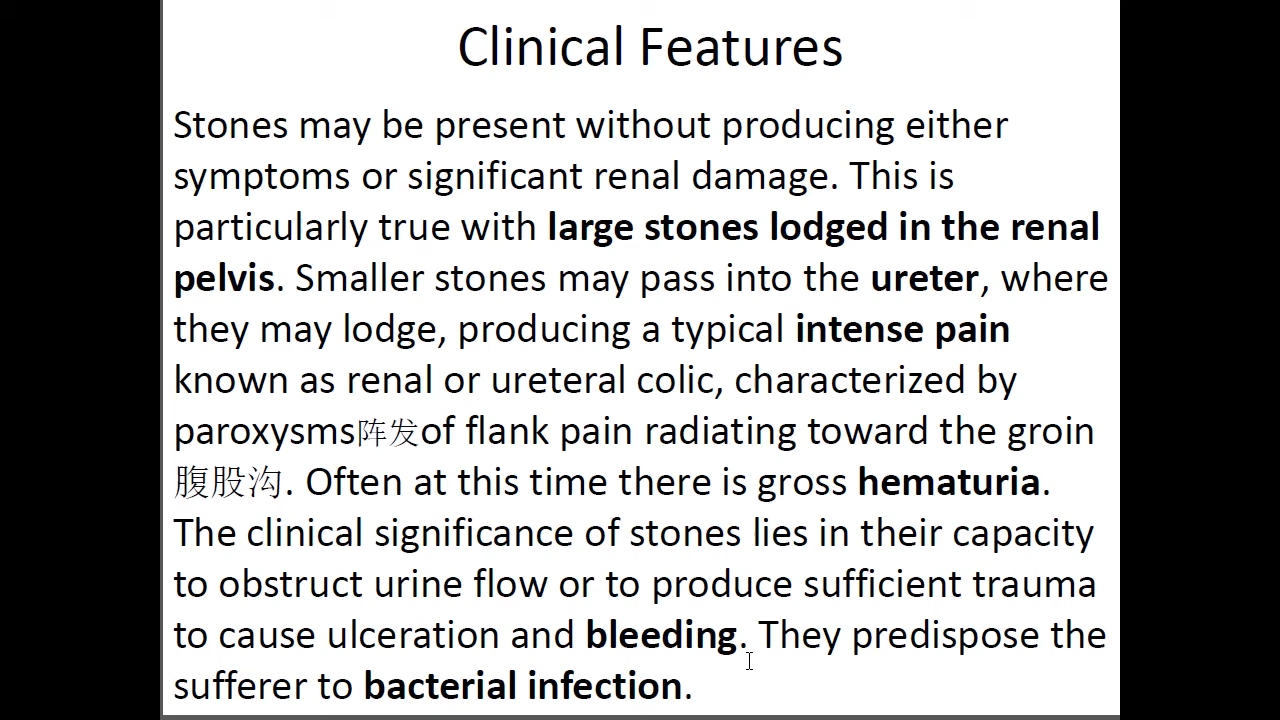 Clinical Features
Stones may be present without producing either
symptoms or significant renal damage. This is
particularly true with large stones lodged in the renal
pelvis. Smaller stones may pass into the ureter, where
they may lodge, producing a typical intense pain
known as renal or ureteral colic, characterized by
paroxysms阵发of flank pain radiating toward the groin
腹股沟. Often at this time there is gross hematuria.
The clinical significance of stones lies in their capacity
to obstruct urine flow or to produce sufficient trauma
to cause ulceration and bleeding. They predispose the
sufferer to bacterial infection.